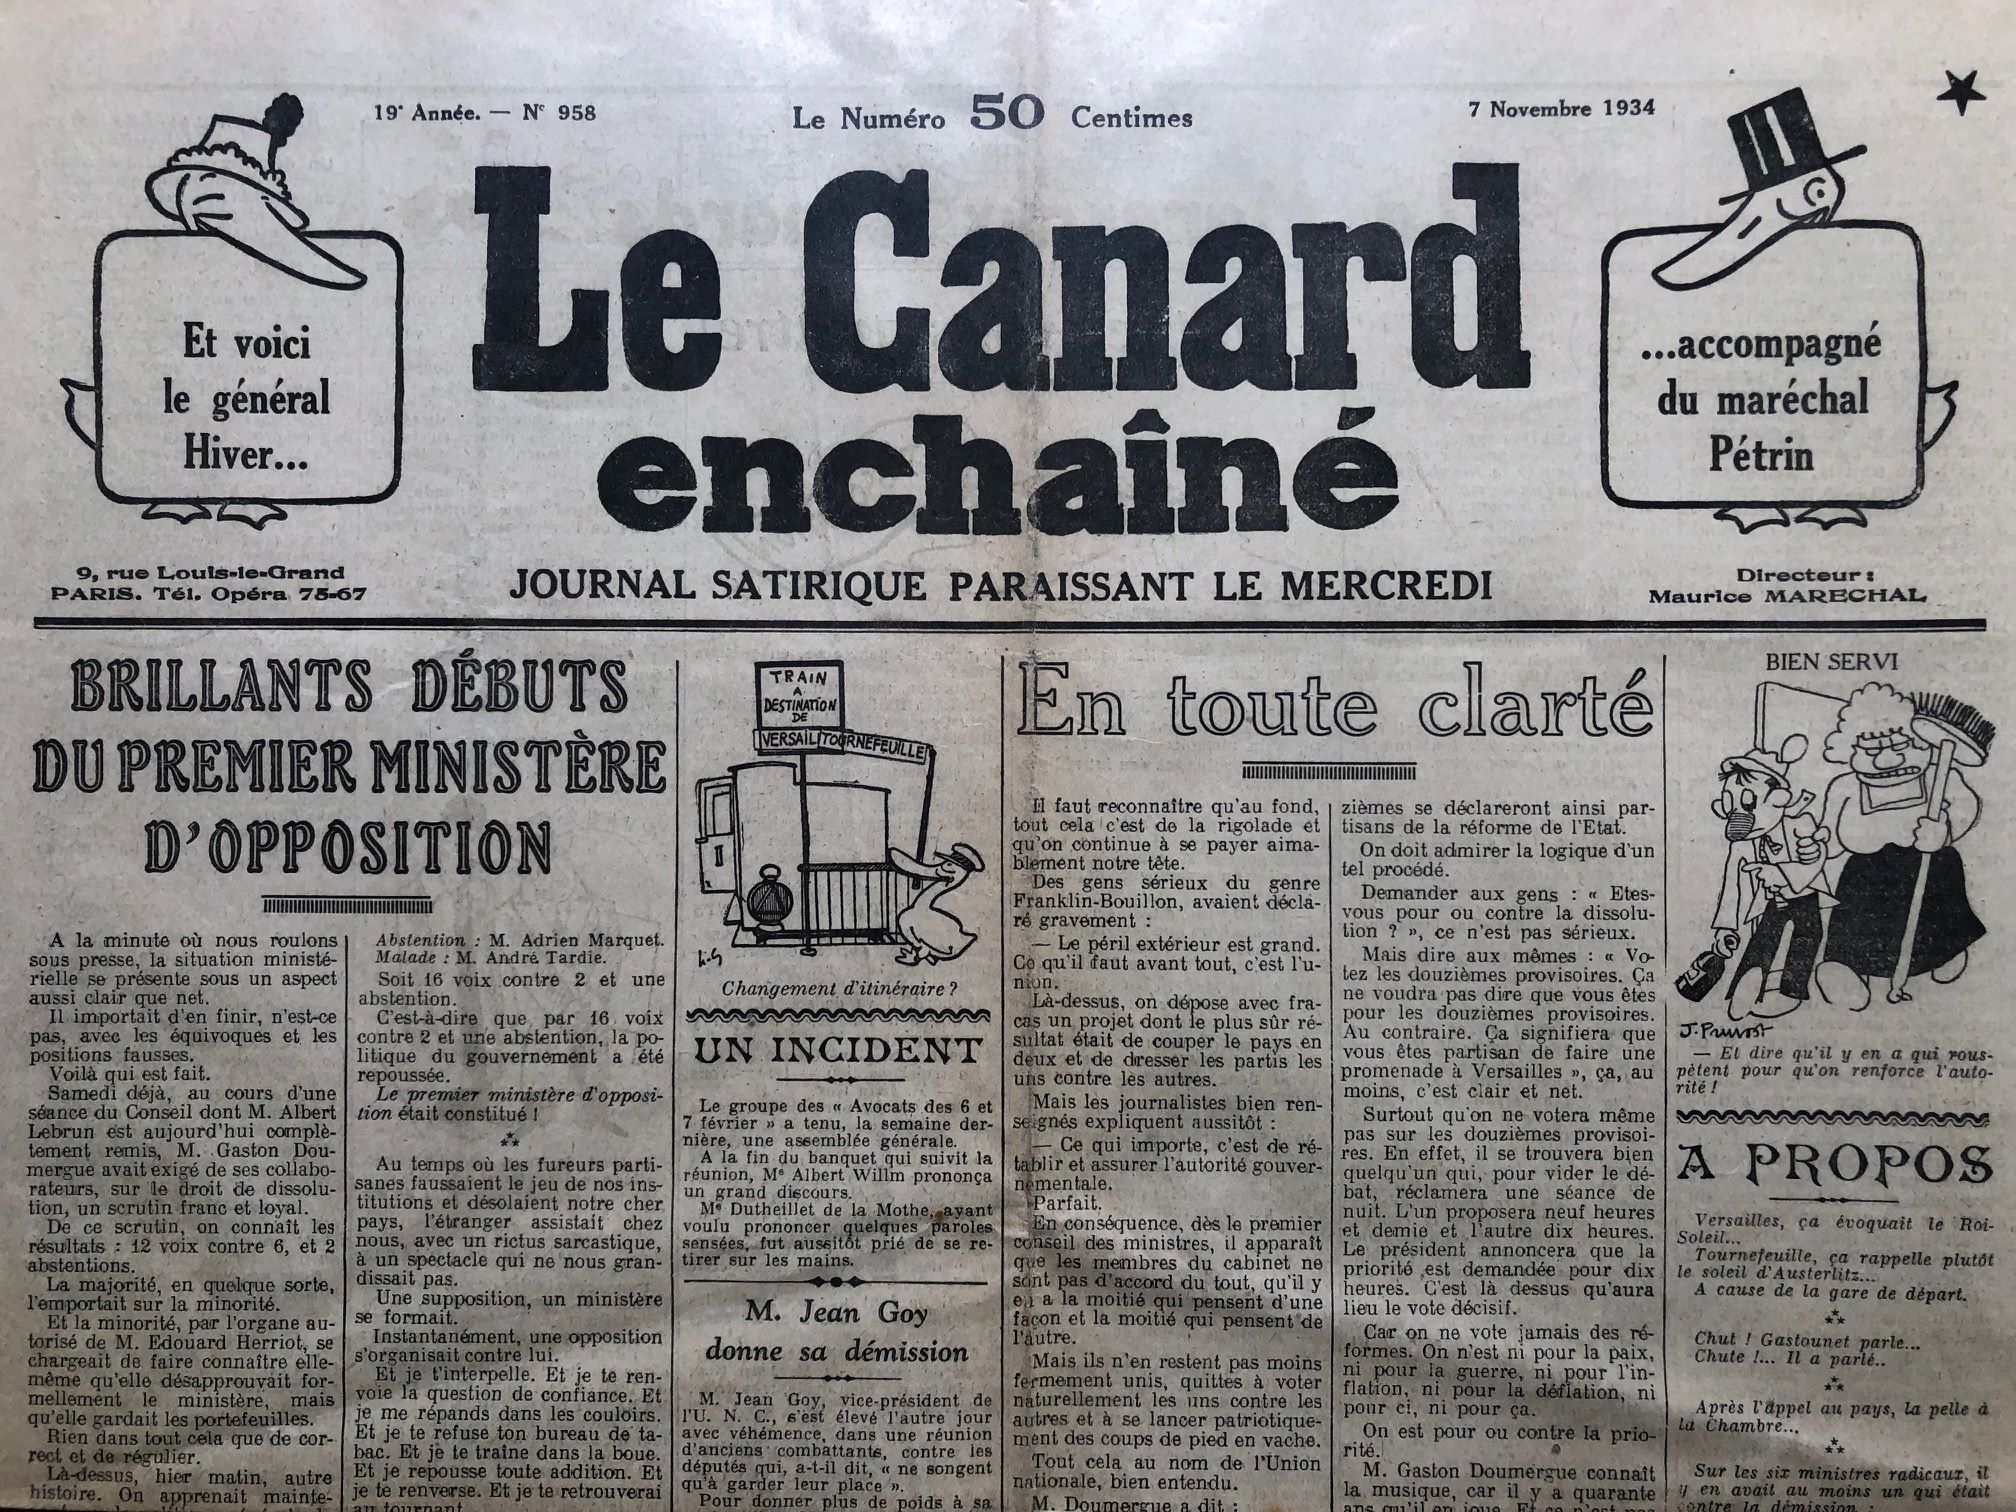 19e Année. — No 958
Le Numéro 50 Centimes
7 Novembre 1934
Et voici
le général
Hiver...
Le Canard
enchaîné
...accompagné
du maréchal
Pétrin
9, rue Louis-le-Grand
PARIS. Tél. Opéra 75-67
JOURNAL SATIRIQUE PARAISSANT LE MERCREDI
Directeur :
Maurice MARECHAL
BRILLANTS DÉBUTS
DU PREMIER MINISTÈRE
D'OPPOSITION
A la minute où nous roulons
sous presse, la situation ministé-
rielle se présente sous un aspect
aussi clair que net.
Il importait d'en finir, n'est-ce
pas, avec les équivoques et les
positions fausses.
Voilà qui est fait.
Samedi déjà, au cours d'une
séance du Conseil dont M. Albert
Lebrun est aujourd'hui complè-
tement remis, M. Gaston Dou-
mergue avait exigé de ses collabo-
rateurs, sur le droit de dissolu-
tion, un scrutin franc et loyal.
De ce scrutin, on connaît les
résultats : 12 voix contre 6, et 2
abstentions.
La majorité, en quelque sorte,
l'emportait sur la minorité.
Et la minorité, par l'organe au-
torisé de M. Edouard Herriot, se
chargeait de faire connaître elle-
même qu'elle désapprouvait for-
mellement le ministère, mais
qu'elle gardait les portefeuilles.
Rien dans tout cela que de cor-
rect et de régulier.
Là-dessus, hier matin, autre
histoire. On apprenait mainte-
Abstention : M. Adrien Marquet.
Malade : M. André Tardie.
Soit 16 voix contre 2 et une
abstention.
C'est-à-dire que par 16 voix
contre 2 et une abstention, la po-
litique du gouvernement a été
repoussée.
Le premier ministère d'opposi-
tion était constitué !
Au temps où les fureurs parti-
sanes faussaient le jeu de nos ins-
titutions et désolaient notre cher
pays, l'étranger assistait chez
nous, avec un rictus sarcastique,
à un spectacle qui ne nous gran-
dissait pas.
Une supposition, un ministère
se formait.
Instantanément, une opposition
s'organisait contre lui.
Et je t'interpelle. Et je te ren-
voie la question de confiance. Et
je me répands dans les couloirs.
Et je te refuse ton bureau de ta-
bac. Et je te traîne dans la boue.
Et je repousse toute addition. Et
je te renverse. Et je te retrouverai
au tournant.
TRAIN
A
DESTINATION
DE
VERSAIL TOURNEFEUILLE
Changement d'itinéraire ?
UN INCIDENT
Le groupe des « Avocats des 6 et
7 février » a tenu, la semaine der-
nière, une assemblée générale.
A la fin du banquet qui suivit la
réunion, Me Albert Willm prononça
un grand discours.
Me Dutheillet de la Mothe, ayant
voulu prononcer quelques paroles
sensées, fut aussitôt prié de se re-
tirer sur les mains.
M. Jean Goy
donne sa démission
M. Jean Goy, vice-président de
l'U. N. C., s'est élevé l'autre jour
avec véhémence, dans une réunion
d'anciens combattants, contre les
députés qui, a-t-il dit, « ne songent
qu'à garder leur place ».
Pour donner plus de poids à sa
En toute clarté
Il faut reconnaître qu'au fond,
tout cela c'est de la rigolade et
qu'on continue à se payer aima-
blement notre tête.
Des gens sérieux du genre
Franklin-Bouillon, avaient décla-
ré gravement :
— Le péril extérieur est grand.
Ce qu'il faut avant tout, c'est l'u-
nion.
Là-dessus, on dépose avec fra-
cas un projet dont le plus sûr ré-
sultat était de couper le pays en
deux et de dresser les partis les
uns contre les autres.
Mais les journalistes bien ren-
seignés expliquent aussitôt :
— Ce qui importe, c'est de ré-
tablir et assurer l'autorité gouver-
nementale.
Parfait.
En conséquence, dès le premier
conseil des ministres, il apparaît
que les membres du cabinet ne
sont pas d'accord du tout, qu'il y
en a la moitié qui pensent d'une
façon et la moitié qui pensent de
l'autre.
Mais ils n'en restent pas moins
fermement unis, quittes à voter
naturellement les uns contre les
autres et à se lancer patriotique-
ment des coups de pied en vache.
Tout cela au nom de l'Union
nationale, bien entendu.
M. Doumergue a dit :
zièmes se déclareront ainsi par-
tisans de la réforme de l'Etat.
On doit admirer la logique d'un
tel procédé.
Demander aux gens : « Etes-
vous pour ou contre la dissolu-
tion ? », ce n'est pas sérieux.
Mais dire aux mêmes : « Vo-
tez les douzièmes provisoires. Ça
ne voudra pas dire que vous êtes
pour les douzièmes provisoires.
Au contraire. Ça signifiera que
vous êtes partisan de faire une
promenade à Versailles », ça, au
moins, c'est clair et net.
Surtout qu'on ne votera même
pas sur les douzièmes provisoi-
res. En effet, il se trouvera bien
quelqu'un qui, pour vider le dé-
bat, réclamera une séance de
nuit. L'un proposera neuf heures
et demie et l'autre dix heures.
Le président annoncera que la
priorité est demandée pour dix
heures. C'est là dessus qu'aura
lieu le vote décisif.
Car on ne vote jamais des ré-
formes. On n'est ni pour la paix,
ni pour la guerre, ni pour l'in-
flation, ni pour la déflation, ni
pour ci, ni pour ça.
On est pour ou contre la prio-
rité.
M. Gaston Doumergue connaît
la musique, car il y a quarante
ans qu'il en joue. Et ce n'est pas
BIEN SERVI
J. Pruvost
— Et dire qu'il y en a qui rous-
pètent pour qu'on renforce l'auto-
rité !
A PROPOS
Versailles, ça évoquait le Roi-
Soleil...
Tournefeuille, ça rappelle plutôt
le soleil d'Austerlitz...
A cause de la gare de départ.
Chut ! Gastounet parle...
Chute !... Il a parlé..
Après l'appel au pays, la pelle à
la Chambre...
Sur les six ministres radicaux, il
y en avait au moins un qui était
contre la démission :